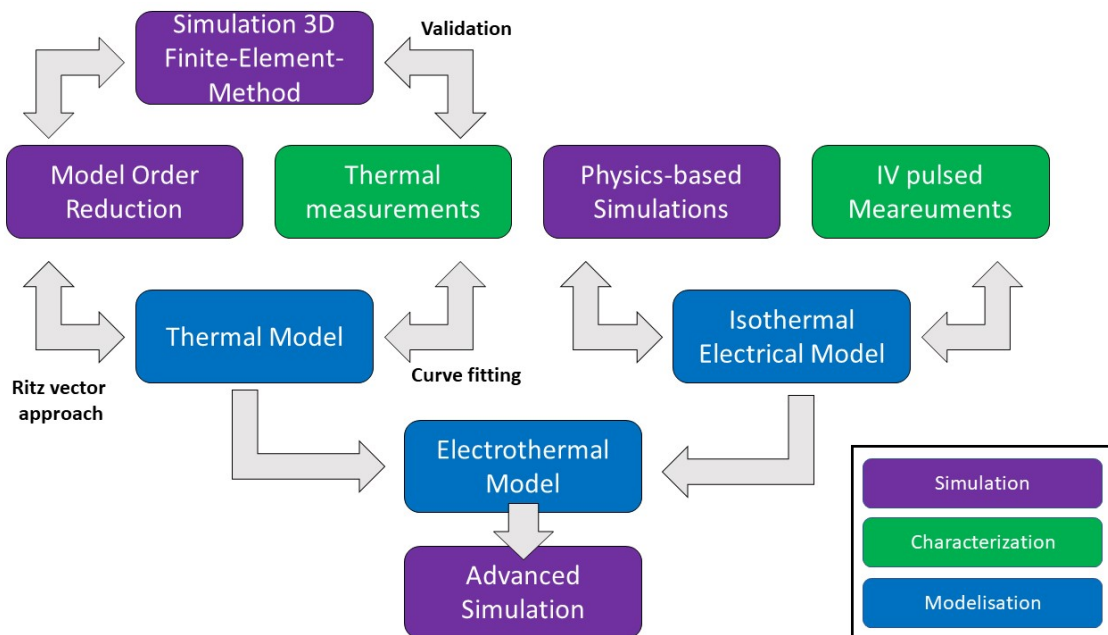 Simulation 3D
Finite-Element-
Method
Validation
Model Order
Reduction
Thermal
measurements
Physics-based
Simulations
IV pulsed
Meareuments
Thermal Model
Isothermal
Electrical Model
Ritz vector
approach
Curve fitting
Electrothermal
Model
Advanced
Simulation
Simulation
Characterization
Modelisation